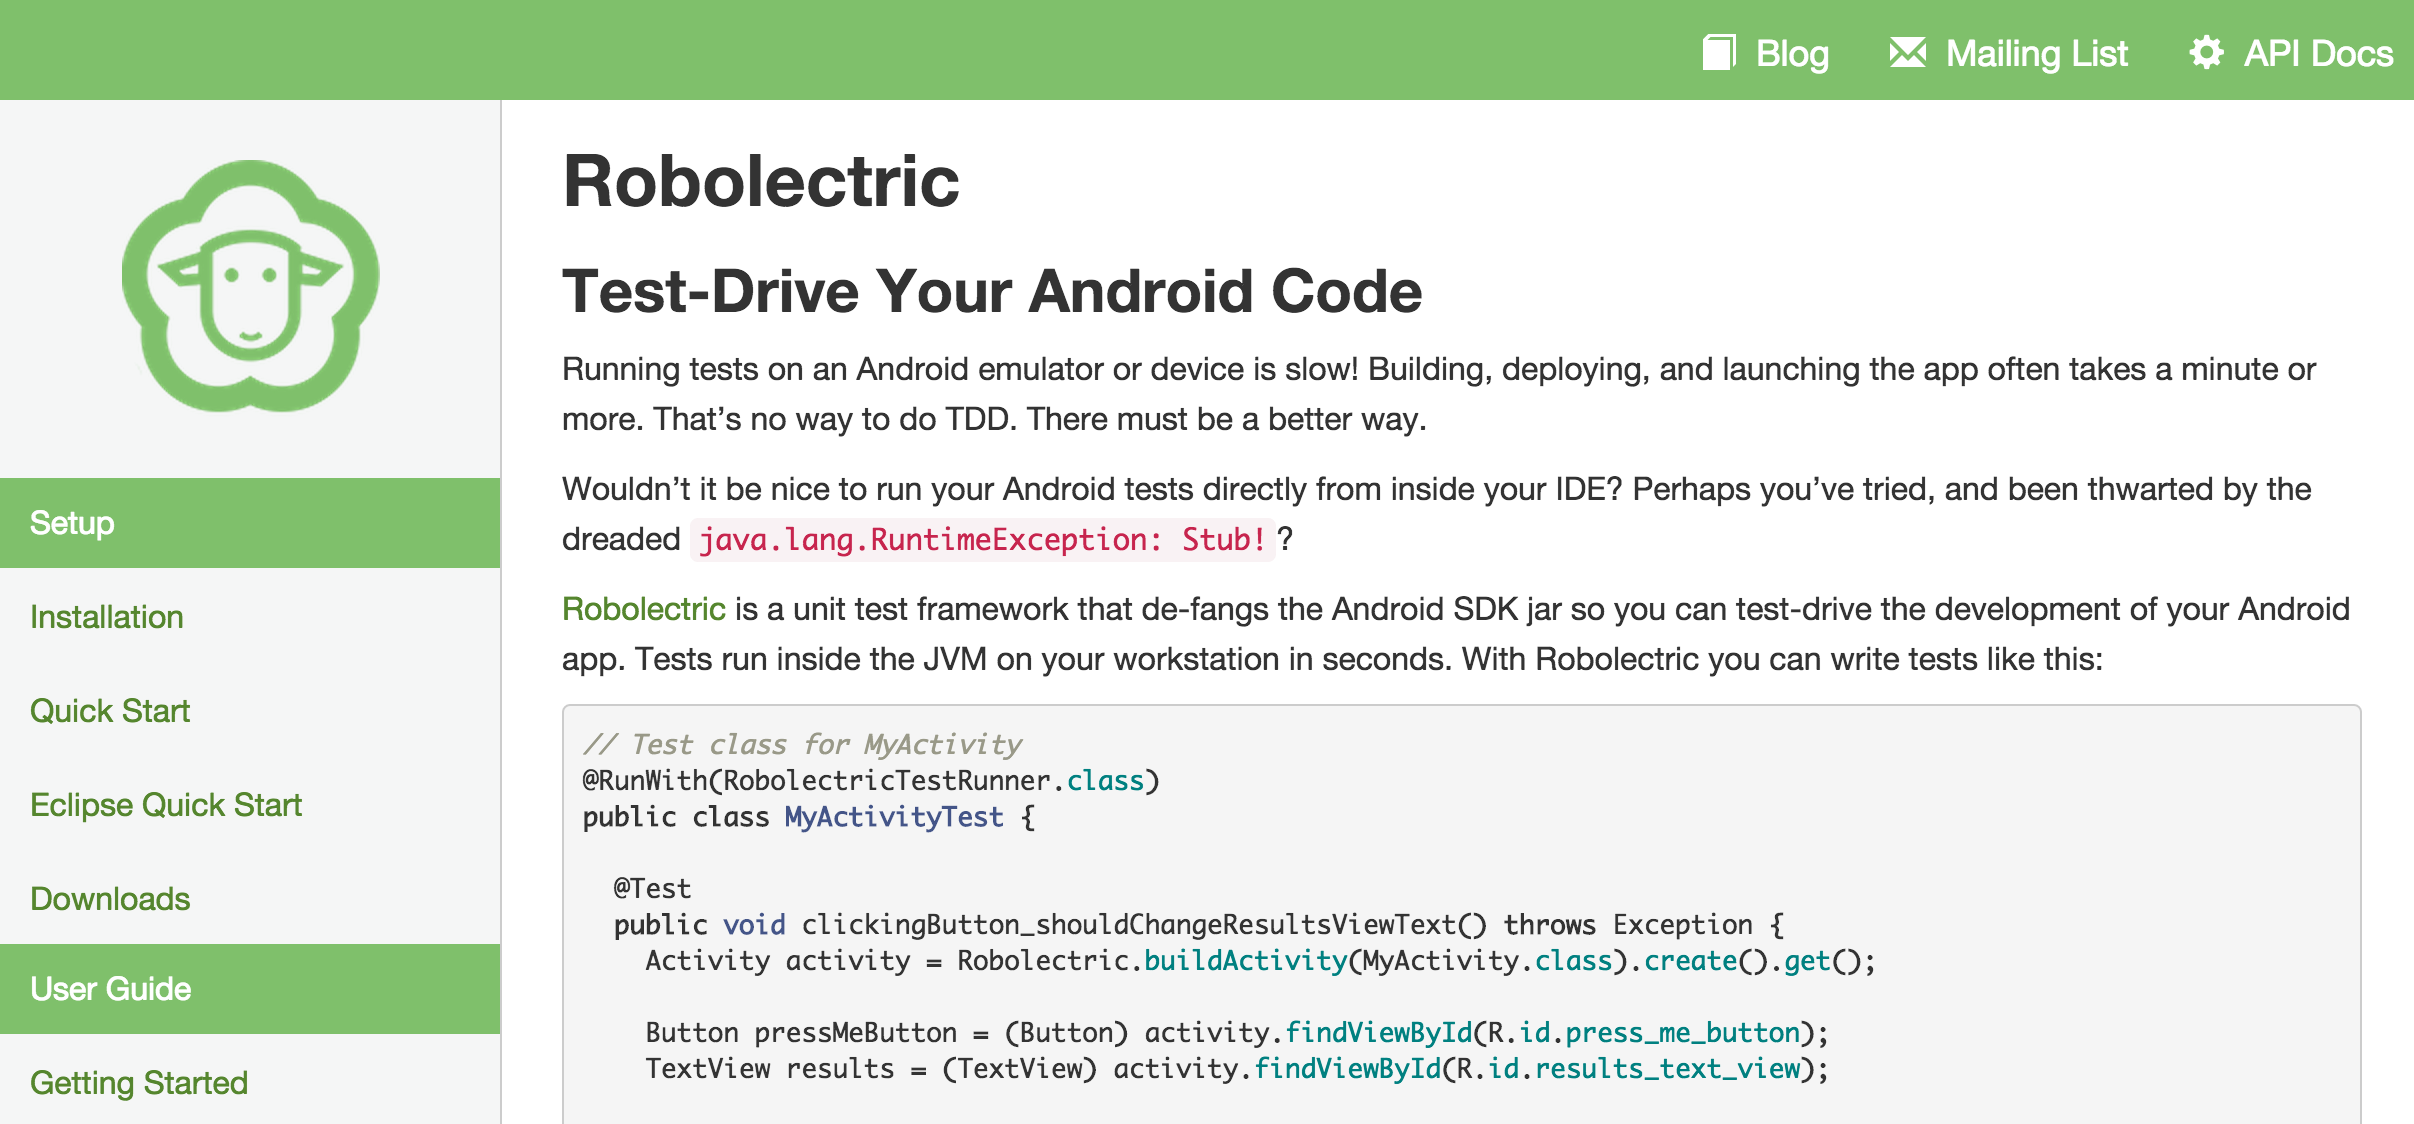 Blog
Mailing List
API Docs
Setup
Installation
Quick Start
Eclipse Quick Start
Downloads
User Guide
Getting Started
Robolectric
Test-Drive Your Android Code
Running tests on an Android emulator or device is slow! Building, deploying, and launching the app often takes a minute or
more. That’s no way to do TDD. There must be a better way.
Wouldn’t it be nice to run your Android tests directly from inside your IDE? Perhaps you’ve tried, and been thwarted by the
dreaded java.lang.RuntimeException: Stub! ?
Robolectric is a unit test framework that de-fangs the Android SDK jar so you can test-drive the development of your Android
app. Tests run inside the JVM on your workstation in seconds. With Robolectric you can write tests like this:
// Test class for MyActivity
@RunWith(RobolectricTestRunner.class)
public class MyActivityTest {
  @Test
  public void clickingButton_shouldChangeResultsViewText() throws Exception {
    Activity activity = Robolectric.buildActivity(MyActivity.class).create().get();
    Button pressMeButton = (Button) activity.findViewById(R.id.press_me_button);
    TextView results = (TextView) activity.findViewById(R.id.results_text_view);